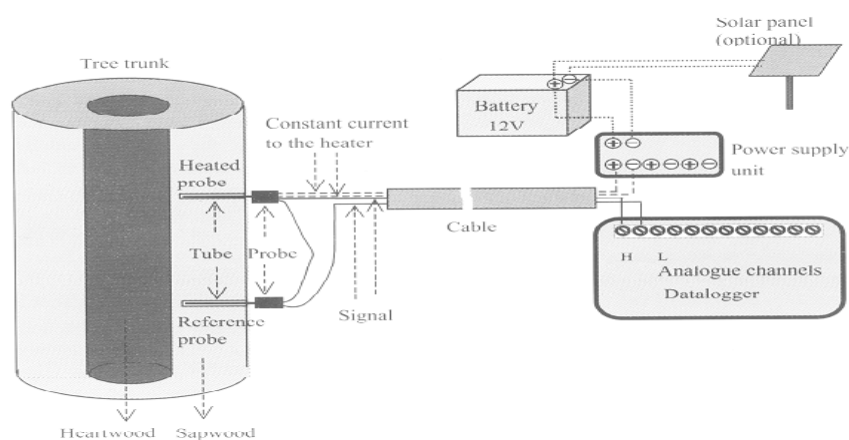 Solar panel
(optional)
Tree trunk
Battery
12V
Constant current
to the heater
Heated
probe
Power supply
unit
Cable
Tube
Probe
H L
Analogue channels
Datalogger
Signal
Reference
probe
Heartwood
Sapwood